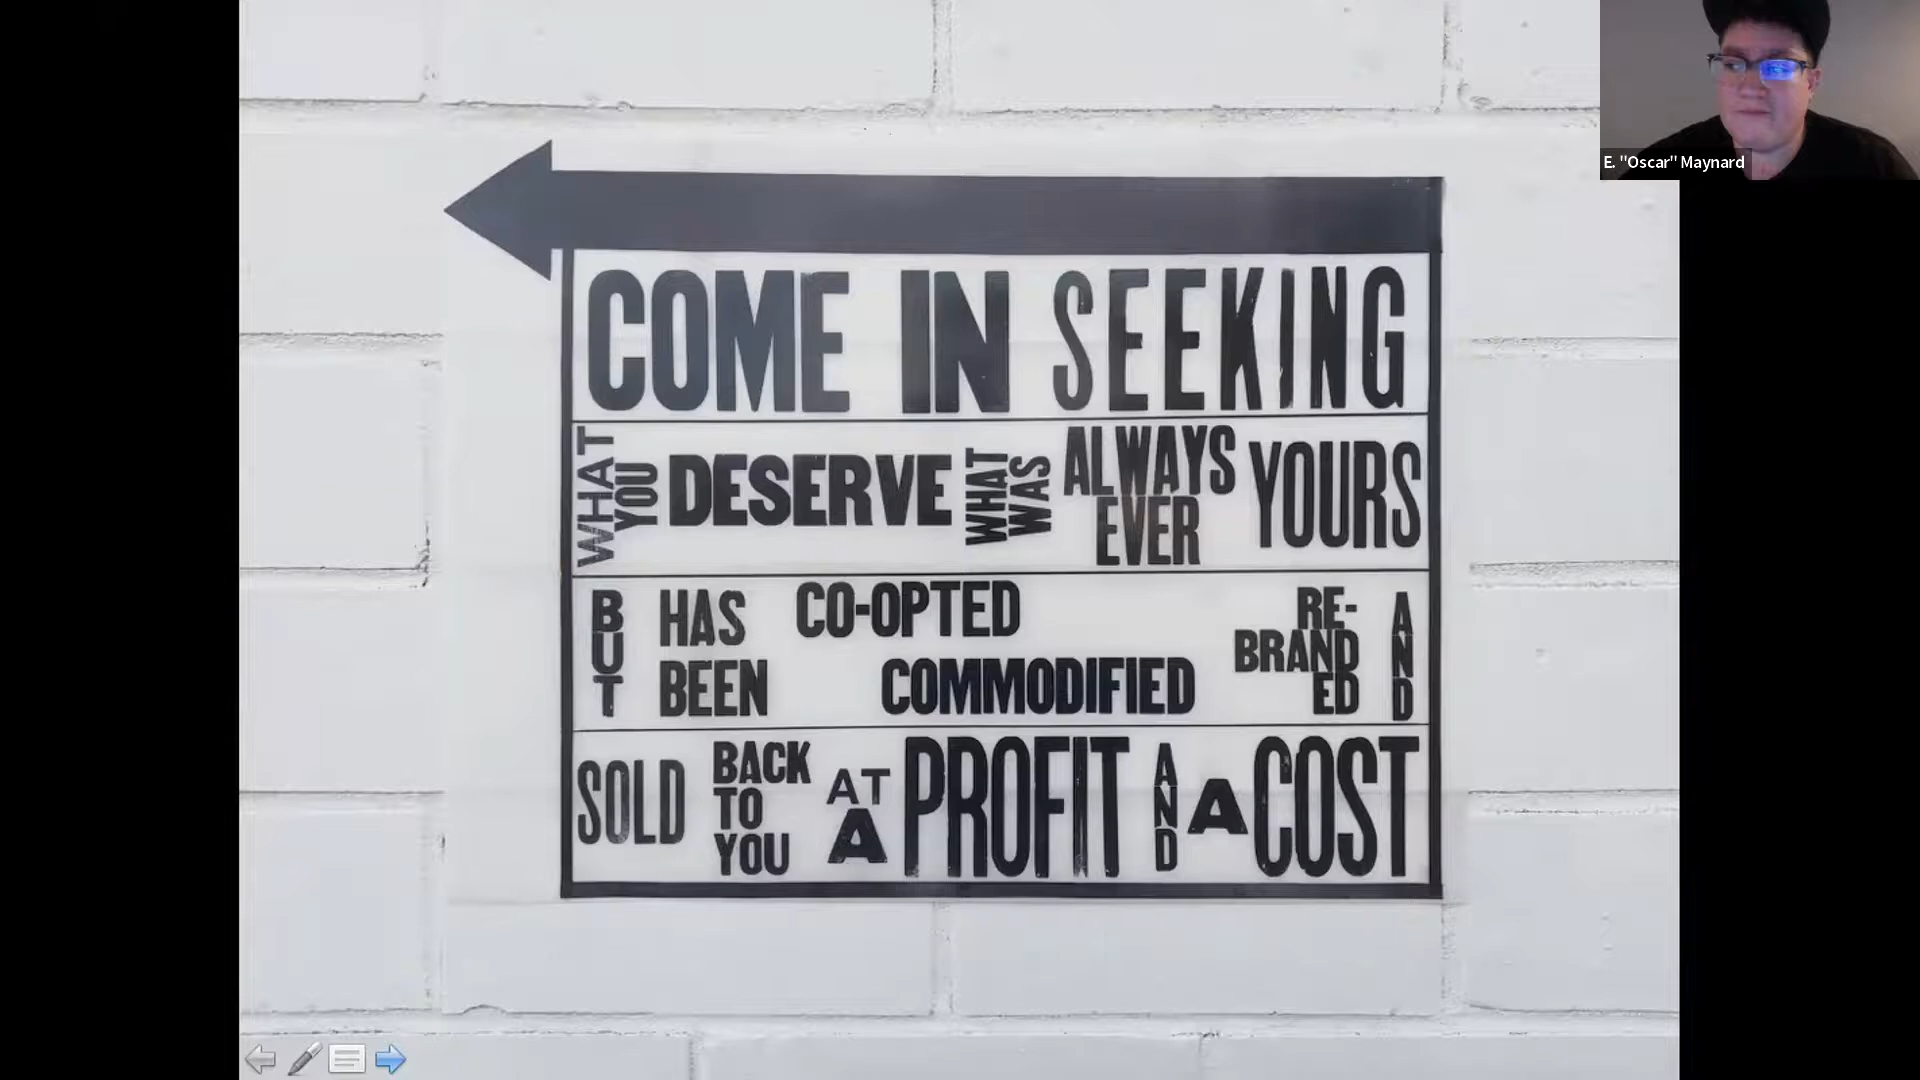 COME IN SEEKING
WHAT YOU DESERVE WHAT WAS ALWAYS EVER YOURS
BUT HAS BEEN CO-OPTED COMMODIFIED RE-BRANDED AND
SOLD BACK TO YOU AT A PROFIT AND A COST
E. "Oscar" Maynard